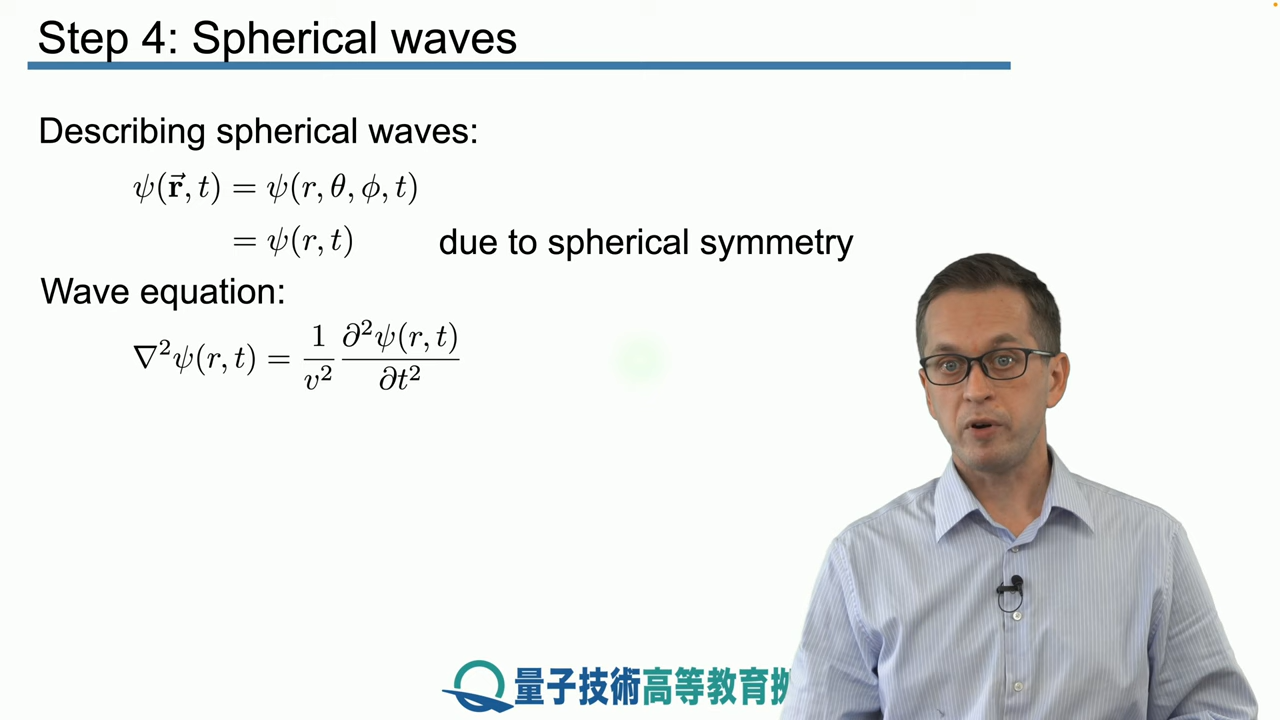 Step 4: Spherical waves
Describing spherical waves:
ψ(r⃗, t) = ψ(r, θ, ϕ, t)
= ψ(r, t) due to spherical symmetry
Wave equation:
∇²ψ(r, t) = 1/v² ∂²ψ(r, t)/∂t²
量子技術高等教育拠